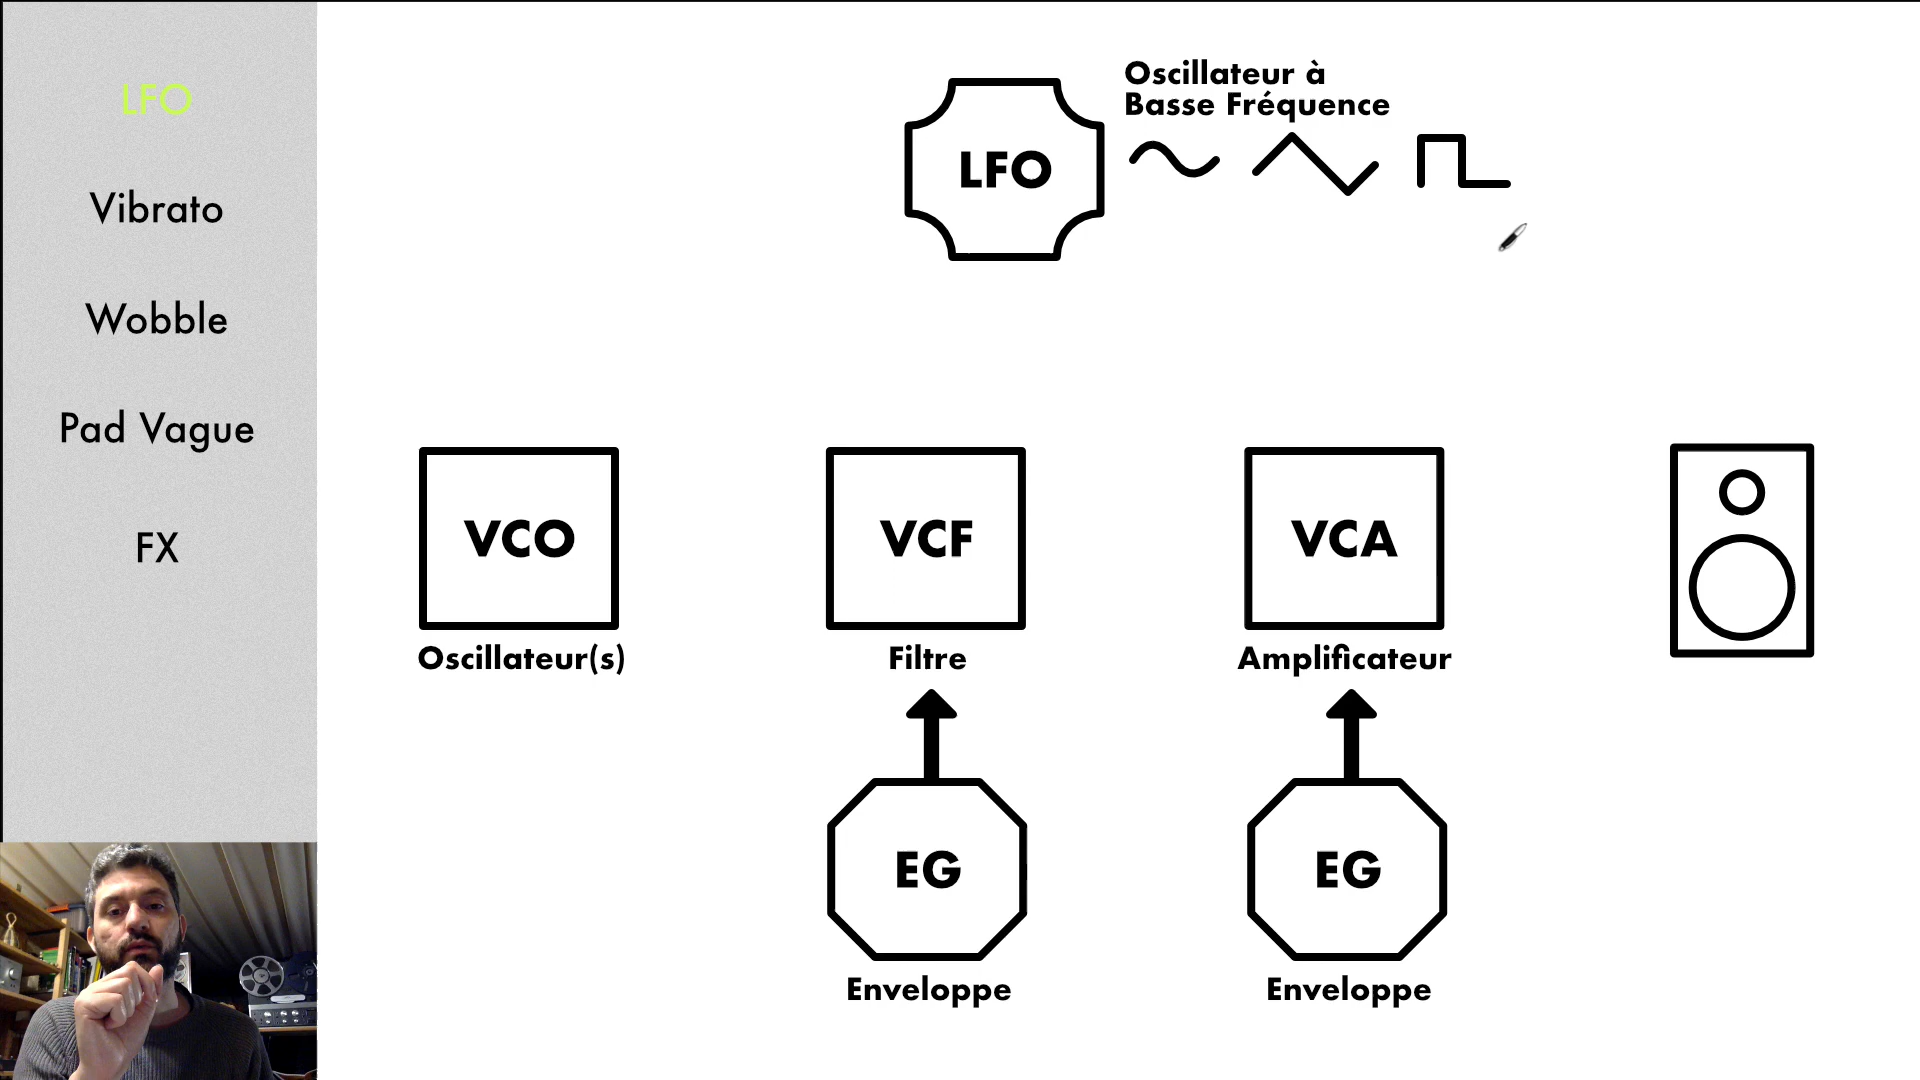 LFO
Vibrato
Wobble
Pad Vague
FX
Oscillateur à
Basse Fréquence
LFO
VCO
VCF
VCA
Oscillateur(s)
Filtre
Amplificateur
EG
EG
Enveloppe
Enveloppe